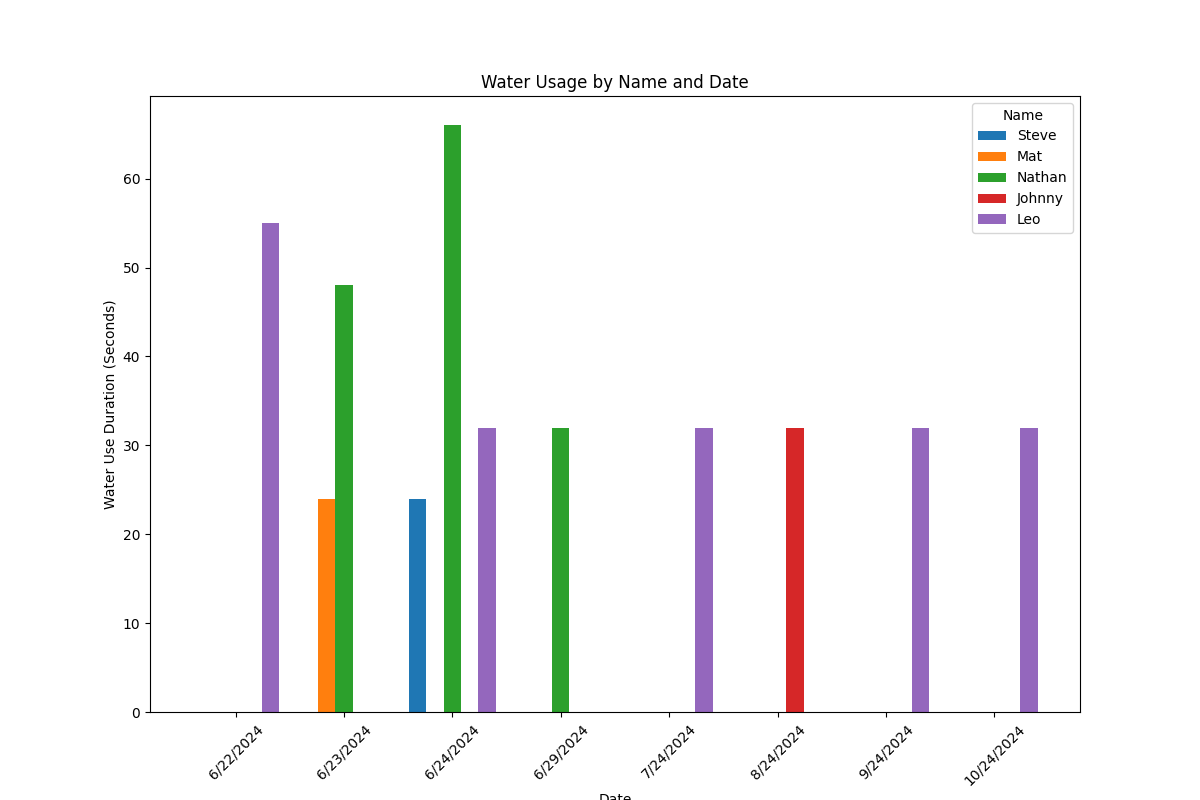 Water Usage by Name and Date
Name
Steve
Mat
Nathan
Johnny
Leo
Water Use Duration (Seconds)
60
50
40
30
20
10
0
6/22/2024
6/23/2024
6/24/2024
6/29/2024
7/24/2024
8/24/2024
9/24/2024
10/24/2024
Date